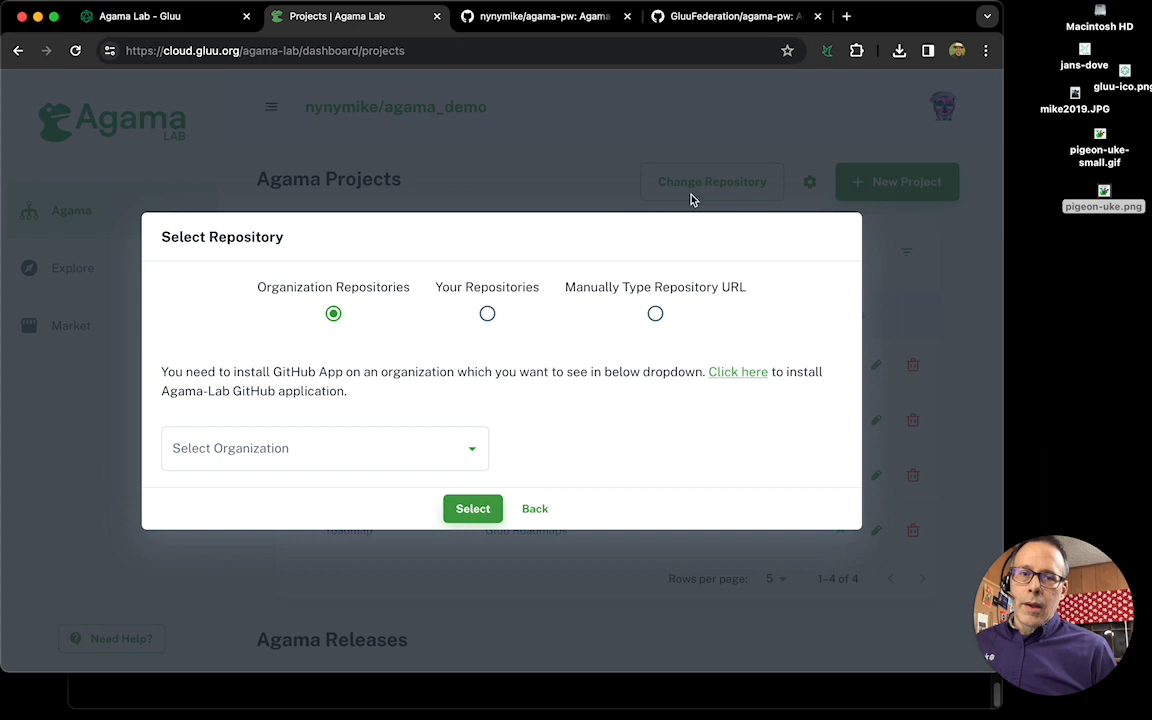 Agama Lab - Gluu
Projects | Agama Lab
nynymike/agama-pw: Agama
GluuFederation/agama-pw: A
https://cloud.gluu.org/agama-lab/dashboard/projects
Macintosh HD
jans-dove
gluu-ico.png
mike2019.JPG
pigeon-uke-
small.gif
pigeon-uke.png
Agama
LAB
nynymike/agama_demo
Agama Projects
Change Repository
+ New Project
Agama
Explore
Market
Select Repository
Organization Repositories
Your Repositories
Manually Type Repository URL
You need to install GitHub App on an organization which you want to see in below dropdown. Click here to install
Agama-Lab GitHub application.
Select Organization
Select
Back
roadmap
Gluu Roadmaps
Rows per page:
5
1–4 of 4
Need Help?
Agama Releases